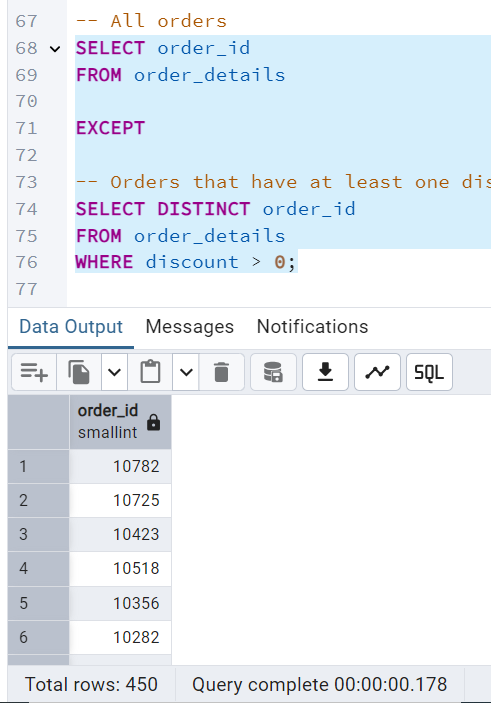 67 -- All orders
68 SELECT order_id
69 FROM order_details
70
71 EXCEPT
72
73 -- Orders that have at least one dis
74 SELECT DISTINCT order_id
75 FROM order_details
76 WHERE discount > 0;
77
Data Output Messages Notifications
SQL
order_id
smallint
1 10782
2 10725
3 10423
4 10518
5 10356
6 10282
Total rows: 450 Query complete 00:00:00.178